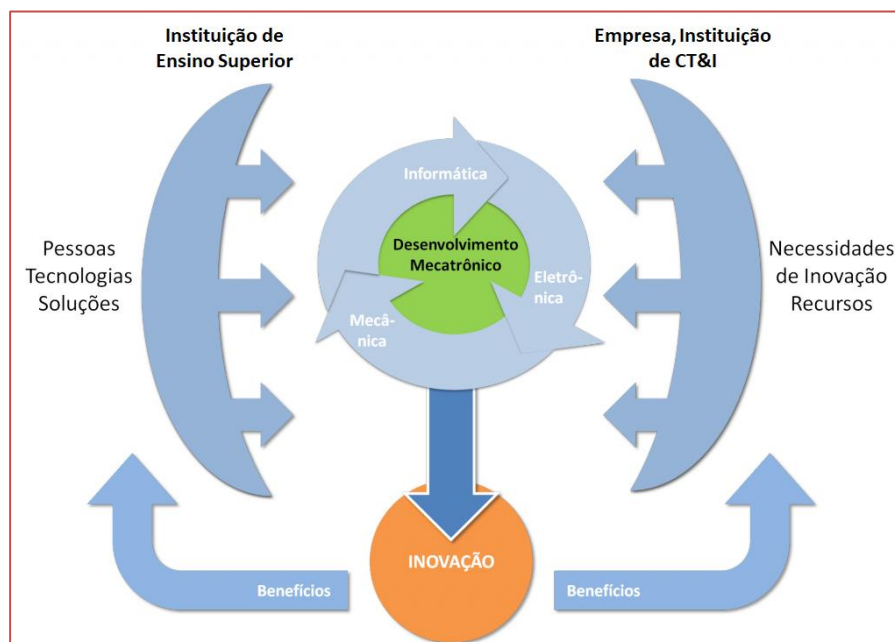 Instituição de
Ensino Superior
Empresa, Instituição
de CT&I
Informática
Desenvolvimento
Mecatrônico
Eletrô-
nica
Mecâ-
nica
Pessoas
Tecnologias
Soluções
Necessidades
de Inovação
Recursos
INOVAÇÃO
Benefícios
Benefícios